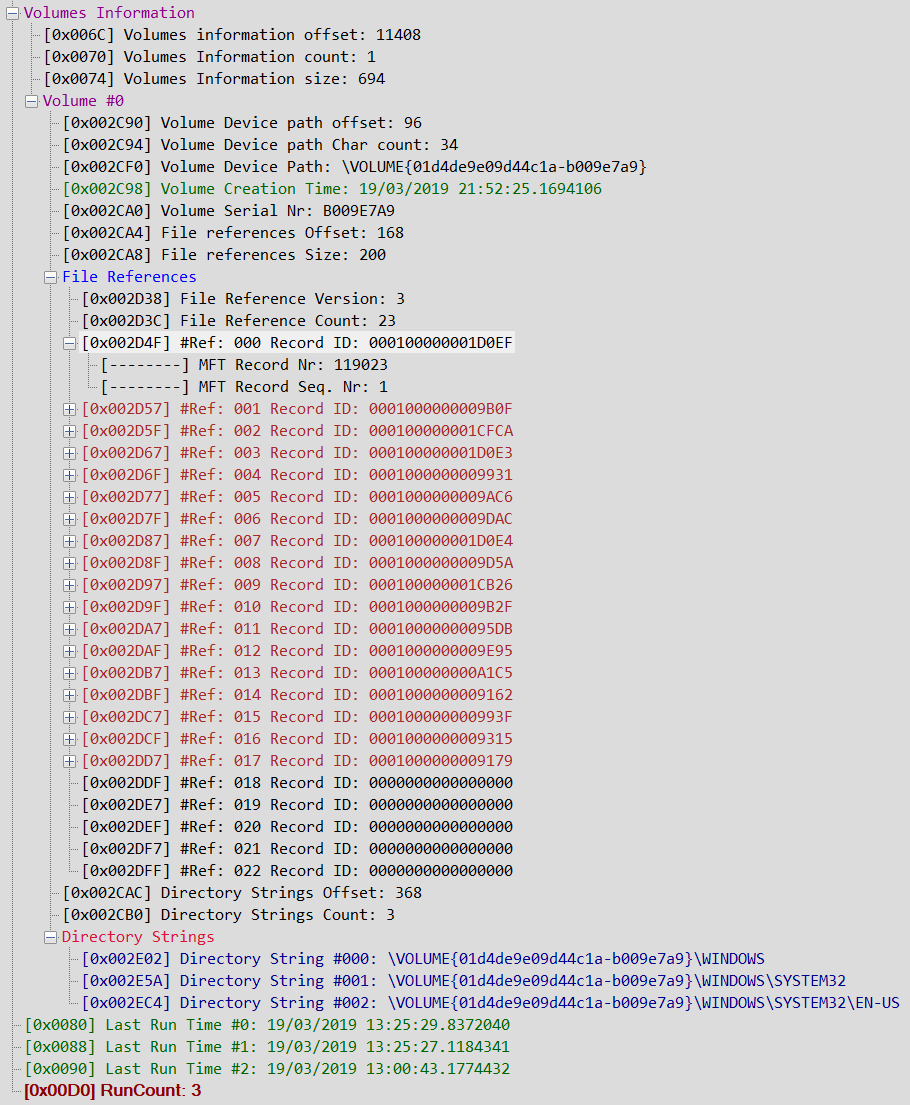 Volumes Information
[0x006C] Volumes information offset: 11408
[0x0070] Volumes Information count: 1
[0x0074] Volumes Information size: 694
Volume #0
[0x002C90] Volume Device path offset: 96
[0x002C94] Volume Device path Char count: 34
[0x002CF0] Volume Device Path: \VOLUME{01d4de9e09d44c1a-b009e7a9}
[0x002C98] Volume Creation Time: 19/03/2019 21:52:25.1694106
[0x002CA0] Volume Serial Nr: B009E7A9
[0x002CA4] File references Offset: 168
[0x002CA8] File references Size: 200
File References
[0x002D38] File Reference Version: 3
[0x002D3C] File Reference Count: 23
[0x002D4F] #Ref: 000 Record ID: 000100000001D0EF
[--------] MFT Record Nr: 119023
[--------] MFT Record Seq. Nr: 1
[0x002D57] #Ref: 001 Record ID: 0001000000009B0F
[0x002D5F] #Ref: 002 Record ID: 000100000001CFCA
[0x002D67] #Ref: 003 Record ID: 000100000001D0E3
[0x002D6F] #Ref: 004 Record ID: 0001000000009931
[0x002D77] #Ref: 005 Record ID: 0001000000009AC6
[0x002D7F] #Ref: 006 Record ID: 0001000000009DAC
[0x002D87] #Ref: 007 Record ID: 000100000001D0E4
[0x002D8F] #Ref: 008 Record ID: 0001000000009D5A
[0x002D97] #Ref: 009 Record ID: 000100000001CB26
[0x002D9F] #Ref: 010 Record ID: 0001000000009B2F
[0x002DA7] #Ref: 011 Record ID: 00010000000095DB
[0x002DAF] #Ref: 012 Record ID: 0001000000009E95
[0x002DB7] #Ref: 013 Record ID: 000100000000A1C5
[0x002DBF] #Ref: 014 Record ID: 0001000000009162
[0x002DC7] #Ref: 015 Record ID: 000100000000993F
[0x002DCF] #Ref: 016 Record ID: 0001000000009315
[0x002DD7] #Ref: 017 Record ID: 0001000000009179
[0x002DDF] #Ref: 018 Record ID: 0000000000000000
[0x002DE7] #Ref: 019 Record ID: 0000000000000000
[0x002DEF] #Ref: 020 Record ID: 0000000000000000
[0x002DF7] #Ref: 021 Record ID: 0000000000000000
[0x002DFF] #Ref: 022 Record ID: 0000000000000000
[0x002CAC] Directory Strings Offset: 368
[0x002CB0] Directory Strings Count: 3
Directory Strings
[0x002E02] Directory String #000: \VOLUME{01d4de9e09d44c1a-b009e7a9}\WINDOWS
[0x002E5A] Directory String #001: \VOLUME{01d4de9e09d44c1a-b009e7a9}\WINDOWS\SYSTEM32
[0x002EC4] Directory String #002: \VOLUME{01d4de9e09d44c1a-b009e7a9}\WINDOWS\SYSTEM32\EN-US
[0x0080] Last Run Time #0: 19/03/2019 13:25:29.8372040
[0x0088] Last Run Time #1: 19/03/2019 13:25:27.1184341
[0x0090] Last Run Time #2: 19/03/2019 13:00:43.1774432
[0x00D0] RunCount: 3